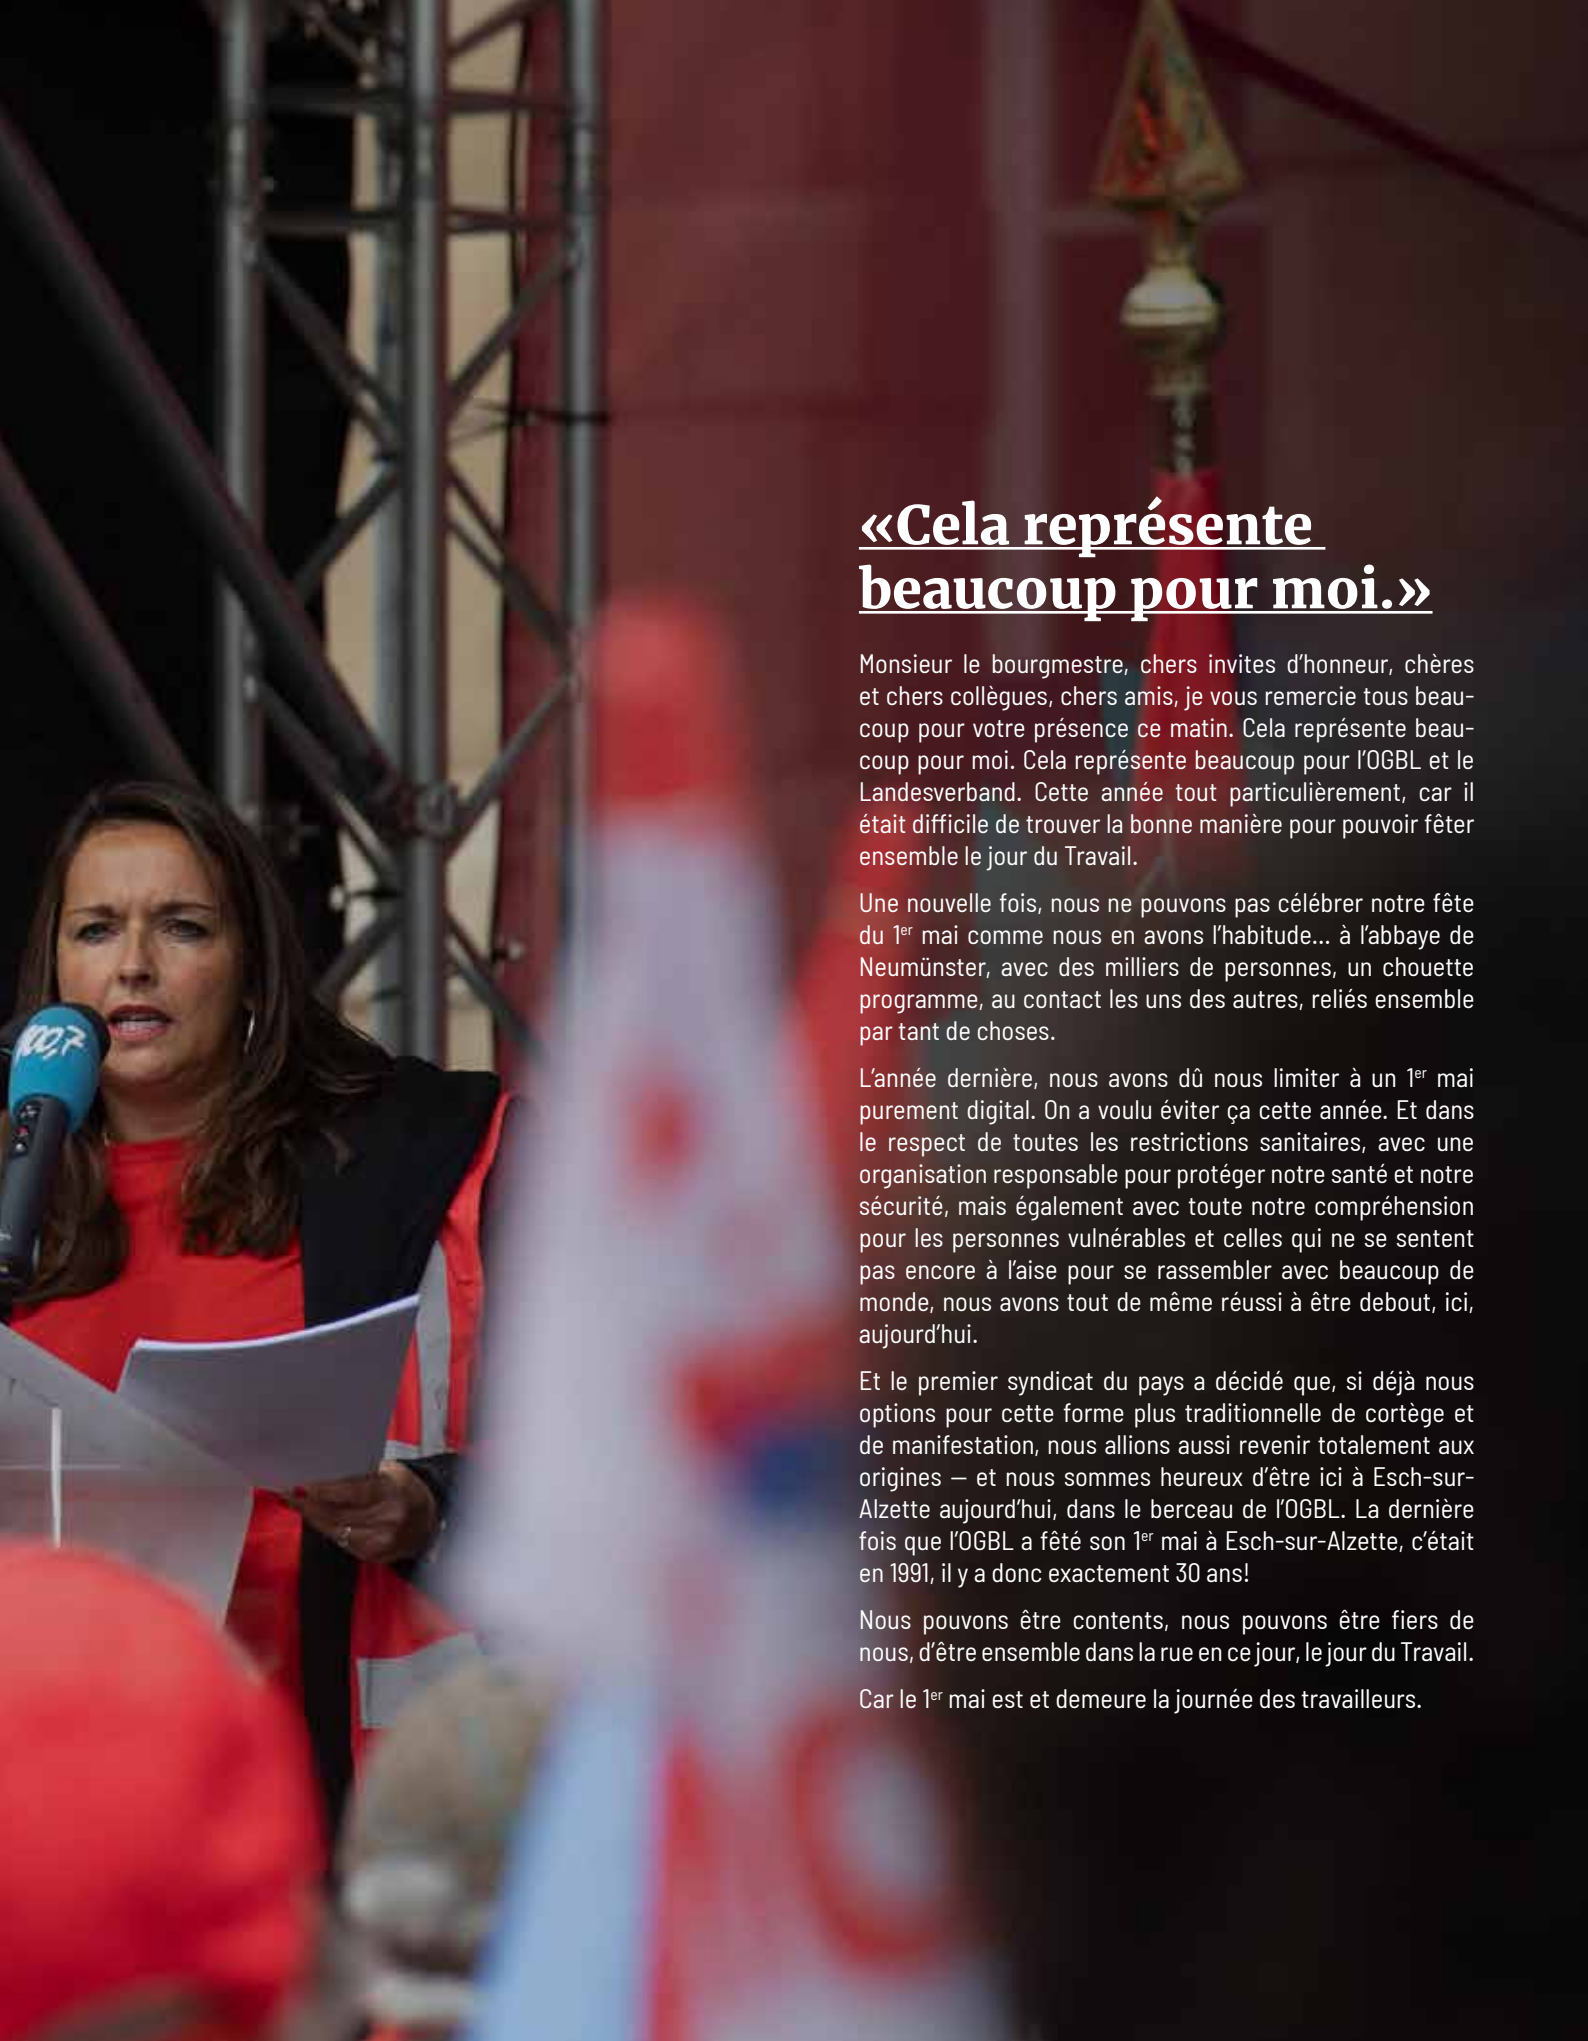 «Cela représente
beaucoup pour moi.»
Monsieur le bourgmestre, chers invites d’honneur, chères
et chers collègues, chers amis, je vous remercie tous beau-
coup pour votre présence ce matin. Cela représente beau-
coup pour moi. Cela représente beaucoup pour l’OGBL et le
Landesverband. Cette année tout particulièrement, car il
était difficile de trouver la bonne manière pour pouvoir fêter
ensemble le jour du Travail.
Une nouvelle fois, nous ne pouvons pas célébrer notre fête
du 1er mai comme nous en avons l’habitude... à l’abbaye de
Neumünster, avec des milliers de personnes, un chouette
programme, au contact les uns des autres, reliés ensemble
par tant de choses.
L’année dernière, nous avons dû nous limiter à un 1er mai
purement digital. On a voulu éviter ça cette année. Et dans
le respect de toutes les restrictions sanitaires, avec une
organisation responsable pour protéger notre santé et notre
sécurité, mais également avec toute notre compréhension
pour les personnes vulnérables et celles qui ne se sentent
pas encore à l’aise pour se rassembler avec beaucoup de
monde, nous avons tout de même réussi à être debout, ici,
aujourd’hui.
Et le premier syndicat du pays a décidé que, si déjà nous
options pour cette forme plus traditionnelle de cortège et
de manifestation, nous allions aussi revenir totalement aux
origines — et nous sommes heureux d’être ici à Esch-sur-
Alzette aujourd’hui, dans le berceau de l’OGBL. La dernière
fois que l’OGBL a fêté son 1er mai à Esch-sur-Alzette, c’était
en 1991, il y a donc exactement 30 ans!
Nous pouvons être contents, nous pouvons être fiers de
nous, d’être ensemble dans la rue en ce jour, le jour du Travail.
Car le 1er mai est et demeure la journée des travailleurs.
100,7